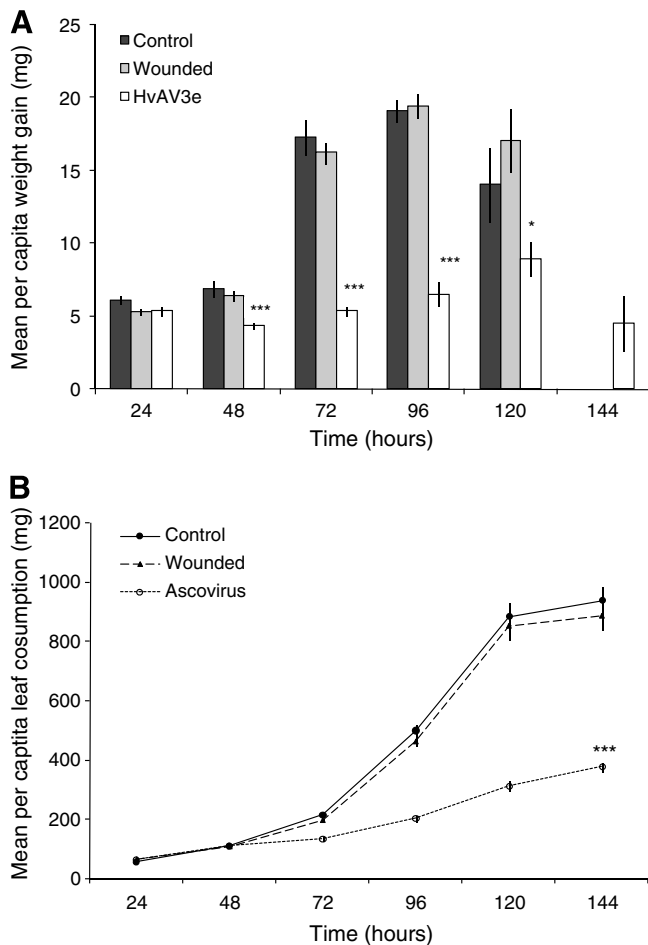 A
Mean per capita weight gain (mg)
25
20
15
10
5
0
Control
Wounded
HvAV3e
***
***
***
*
24 48 72 96 120 144
Time (hours)
B
Mean per captita leaf cosumption (mg)
1200
1000
800
600
400
200
0
Control
Wounded
Ascovirus
***
24 48 72 96 120 144
Time (hours)